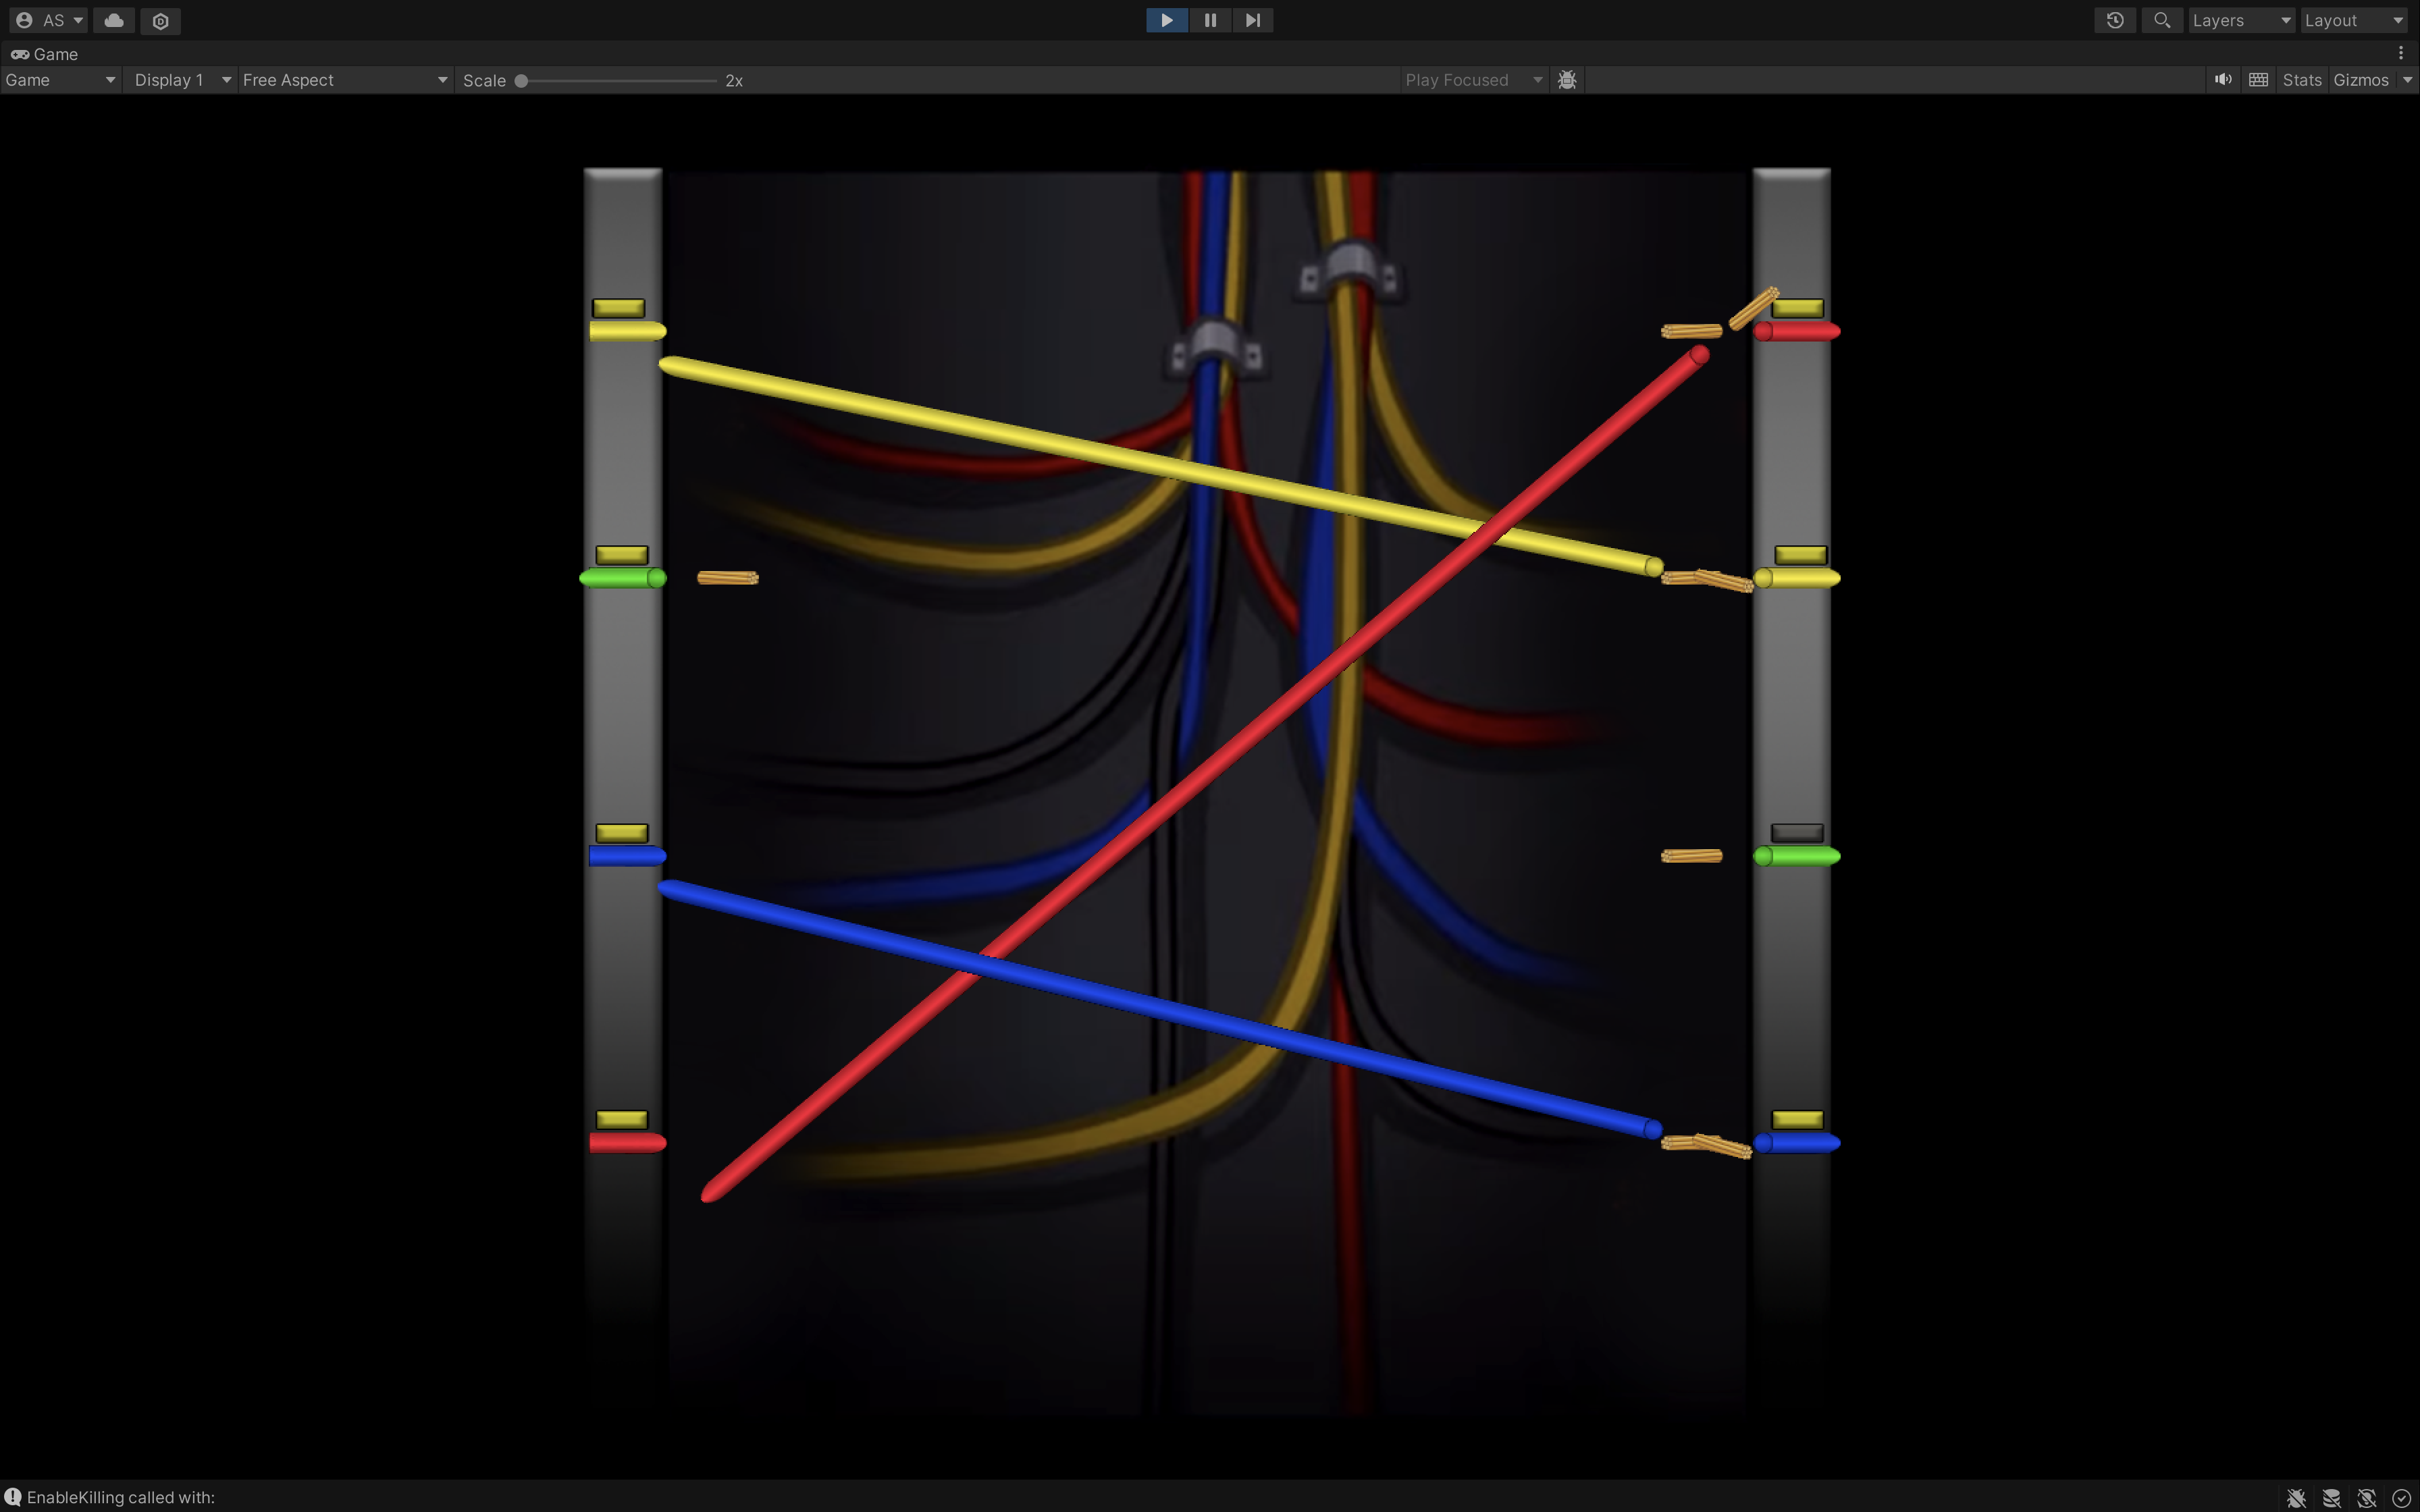 AS
Layers
Layout
Game
Game
Display 1
Free Aspect
Scale
2x
Play Focused
Stats
Gizmos
EnableKilling called with: